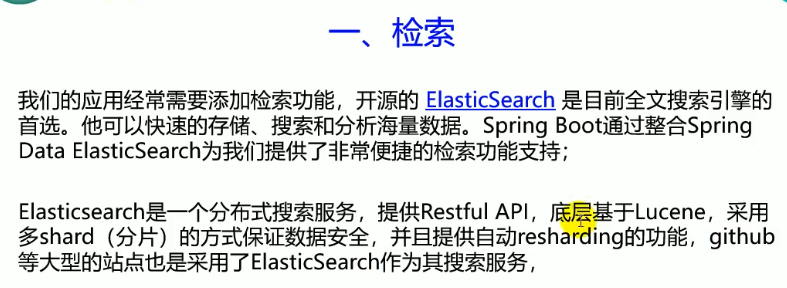 一、检索
我们的应用经常需要添加检索功能，开源的 ElasticSearch 是目前全文搜索引擎的
首选。他可以快速的存储、搜索和分析海量数据。Spring Boot通过整合Spring
Data ElasticSearch为我们提供了非常便捷的检索功能支持；
Elasticsearch是一个分布式搜索服务，提供Restful API，底层基于Lucene，采用
多shard（分片）的方式保证数据安全，并且提供自动resharding的功能，github
等大型的站点也是采用了ElasticSearch作为其搜索服务，